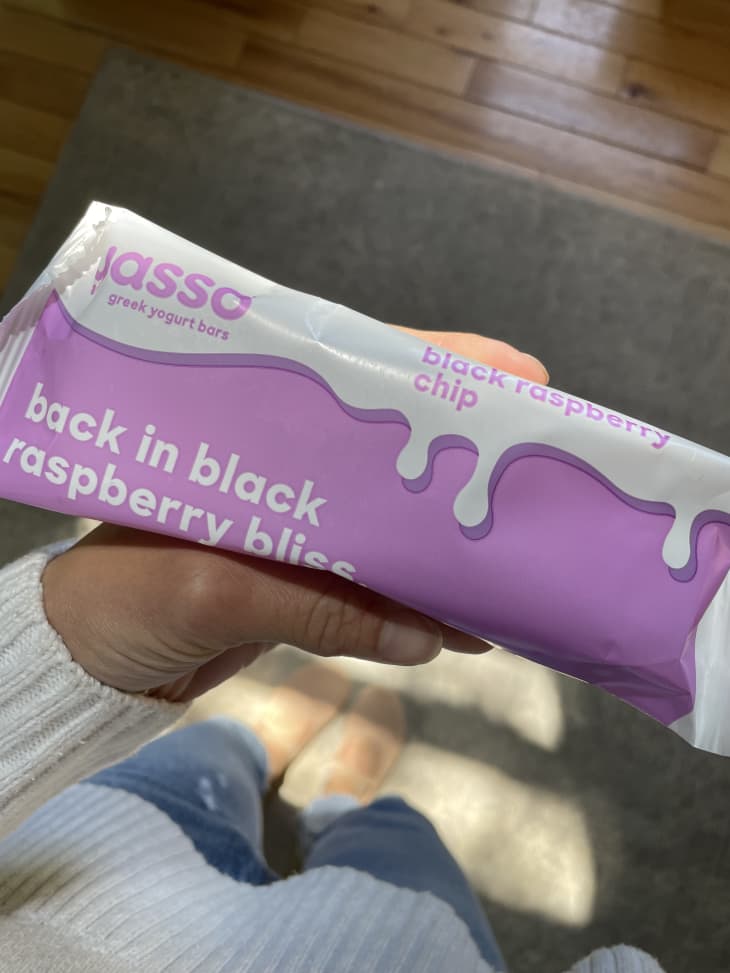 yasso
greek yogurt bars
black raspberry
chip
back in black
raspberry bliss